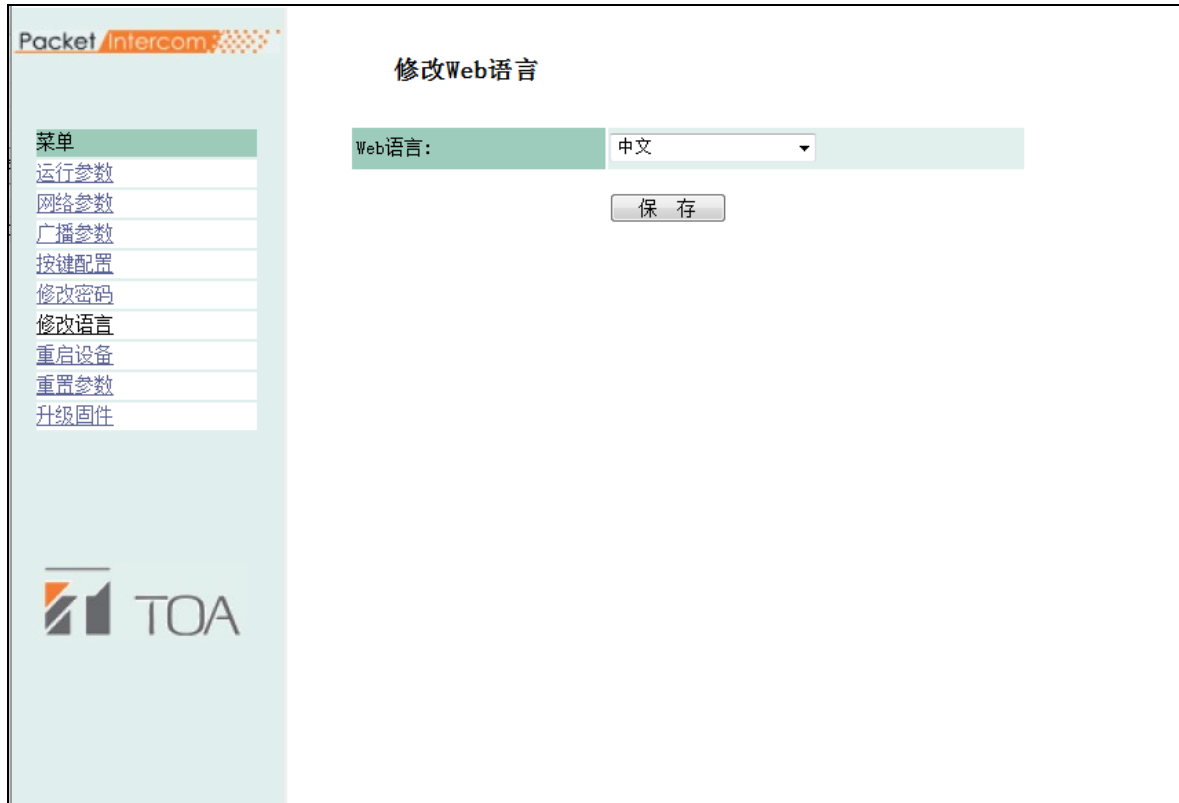 Packet Intercom
修改Web语言
菜单
运行参数
网络参数
广播参数
按键配置
修改密码
修改语言
重启设备
重置参数
升级固件
Web语言:
中文
保 存
TOA